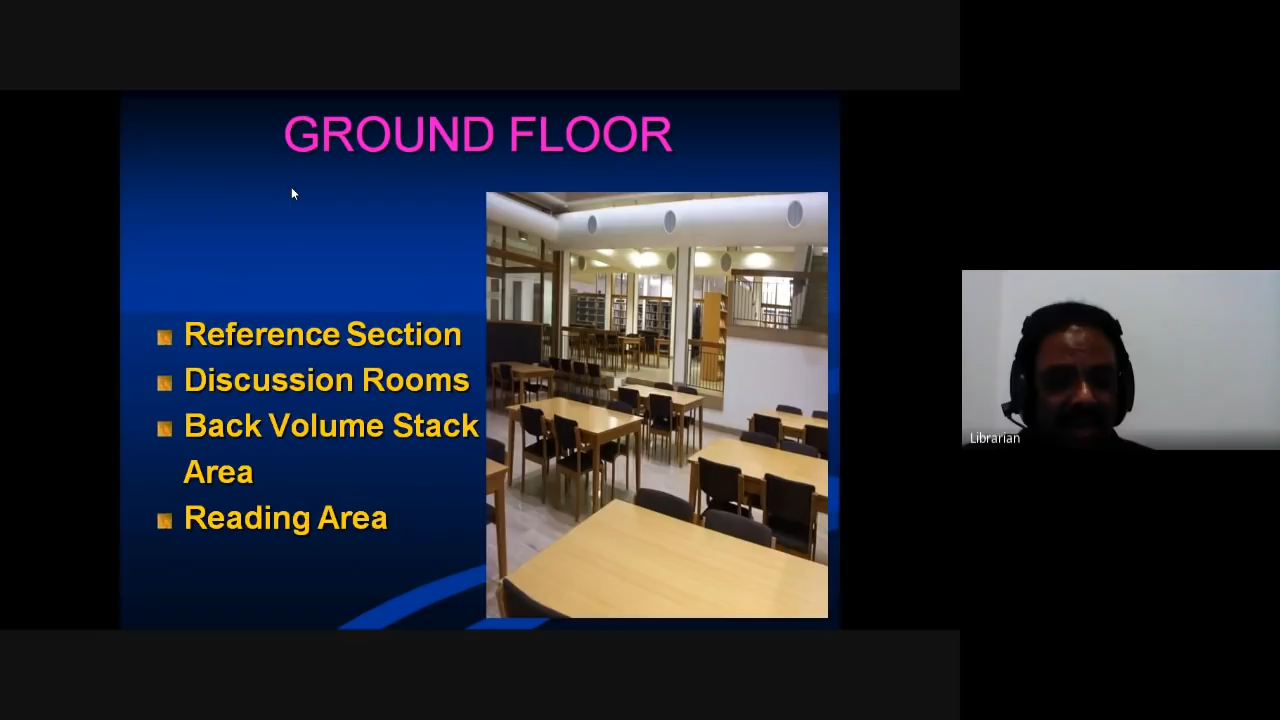 GROUND FLOOR
Reference Section
Discussion Rooms
Back Volume Stack
Area
Reading Area
Librarian